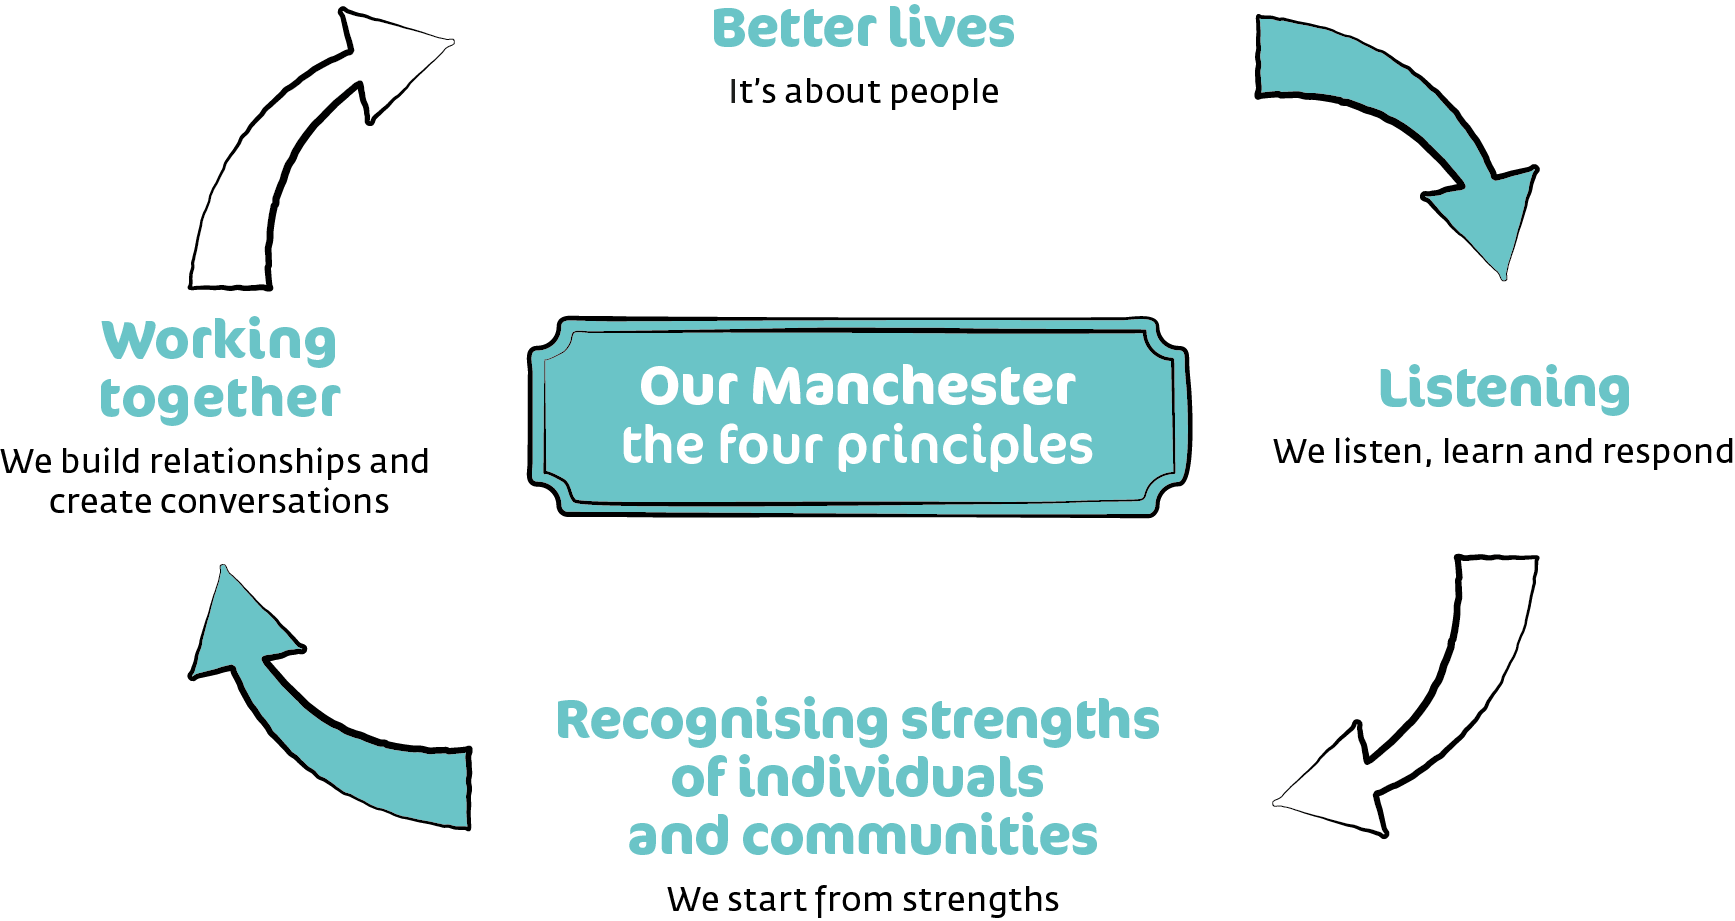 Better lives
It's about people
Working
together
We build relationships and
create conversations
Our Manchester
the four principles
Listening
We listen, learn and respond
Recognising strengths
of individuals
and communities
We start from strengths